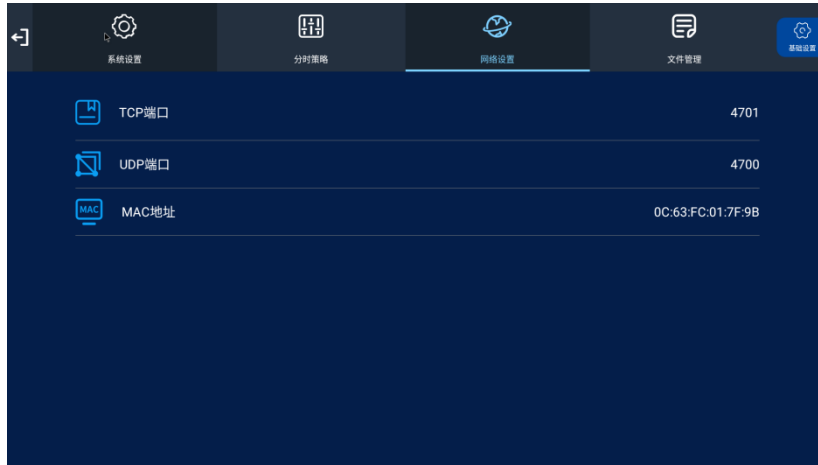 系统设置
分时策略
网络设置
文件管理
基础设置
TCP端口 4701
UDP端口 4700
MAC MAC地址 0C:63:FC:01:7F:9B